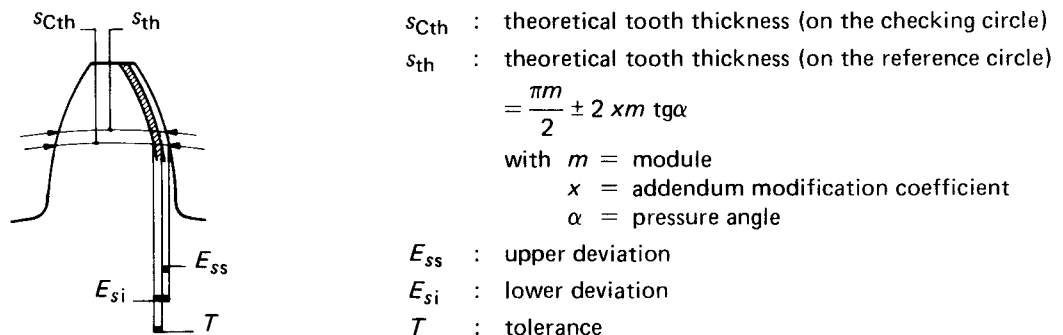 sCth sth
Ess
Esi
T
sCth : theoretical tooth thickness (on the checking circle)
sth : theoretical tooth thickness (on the reference circle)
= πm/2 ± 2 xm tgα
with m = module
x = addendum modification coefficient
α = pressure angle
Ess : upper deviation
Esi : lower deviation
T : tolerance